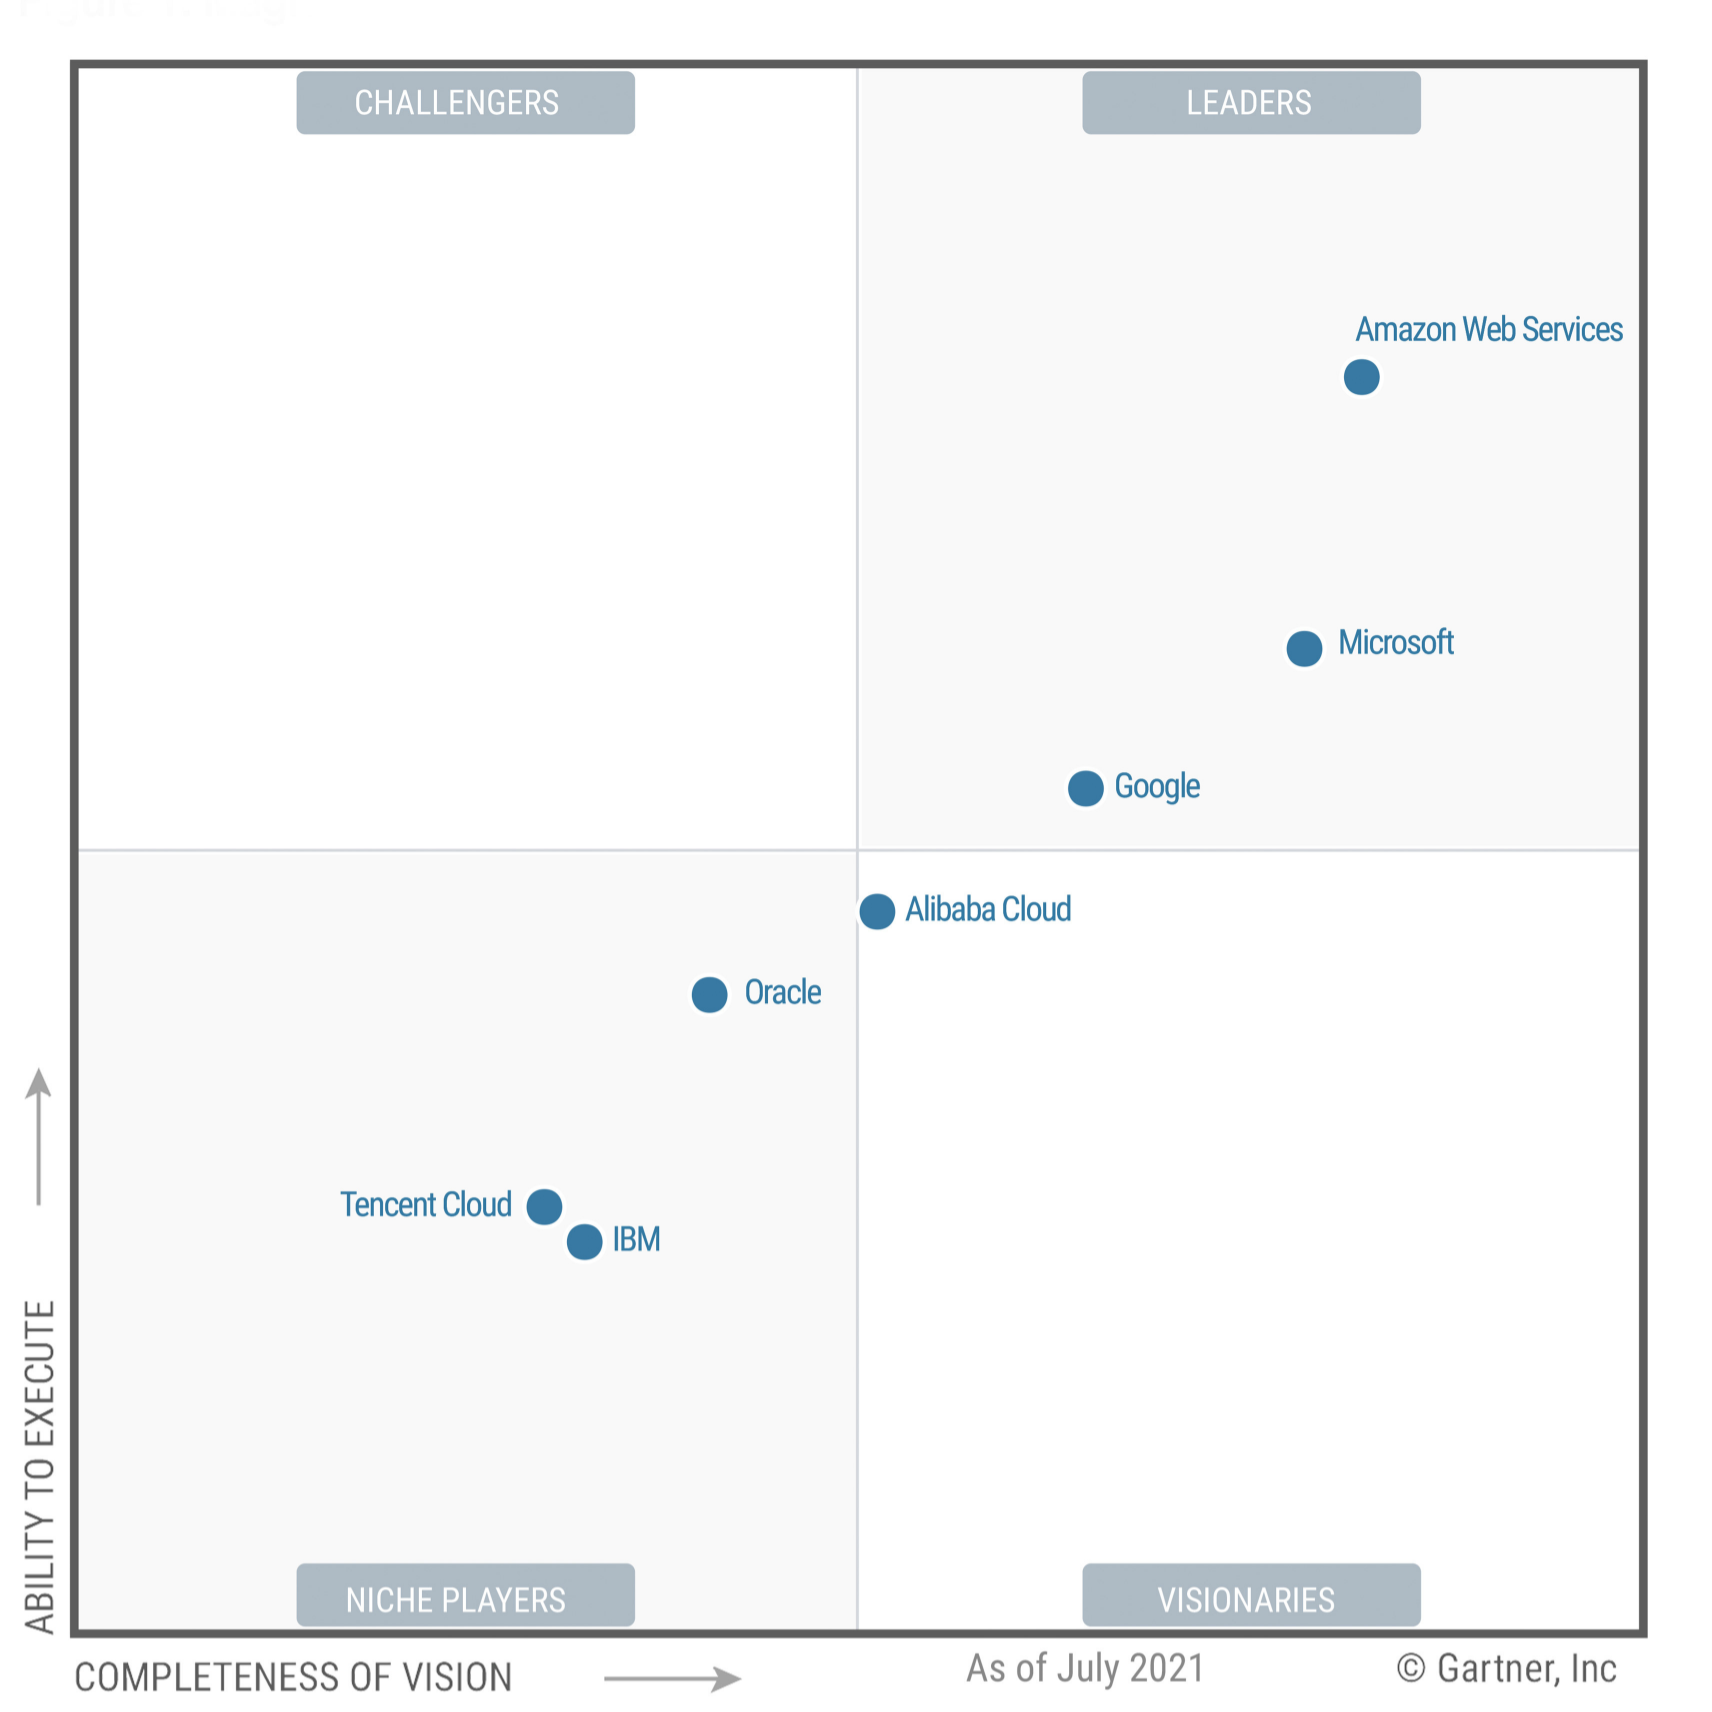 CHALLENGERS
LEADERS
Amazon Web Services
Microsoft
Google
Alibaba Cloud
Oracle
Tencent Cloud
IBM
NICHE PLAYERS
VISIONARIES
ABILITY TO EXECUTE
COMPLETENESS OF VISION
As of July 2021
© Gartner, Inc